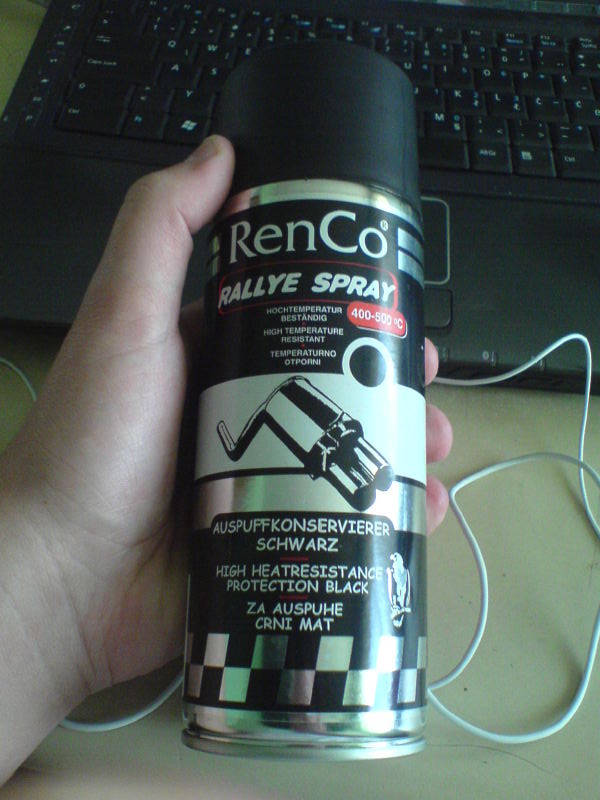 RenCo®
RALLYE SPRAY
HOCHTEMPERATUR
BESTÄNDIG
400-500 °C
HIGH TEMPERATURE
RESISTANT
TEMPERATURNO
OTPORNI
AUSPUFFKONSERVIERER
SCHWARZ
HIGH HEATRESISTANCE
PROTECTION BLACK
ZA AUSPUHE
CRNI MAT